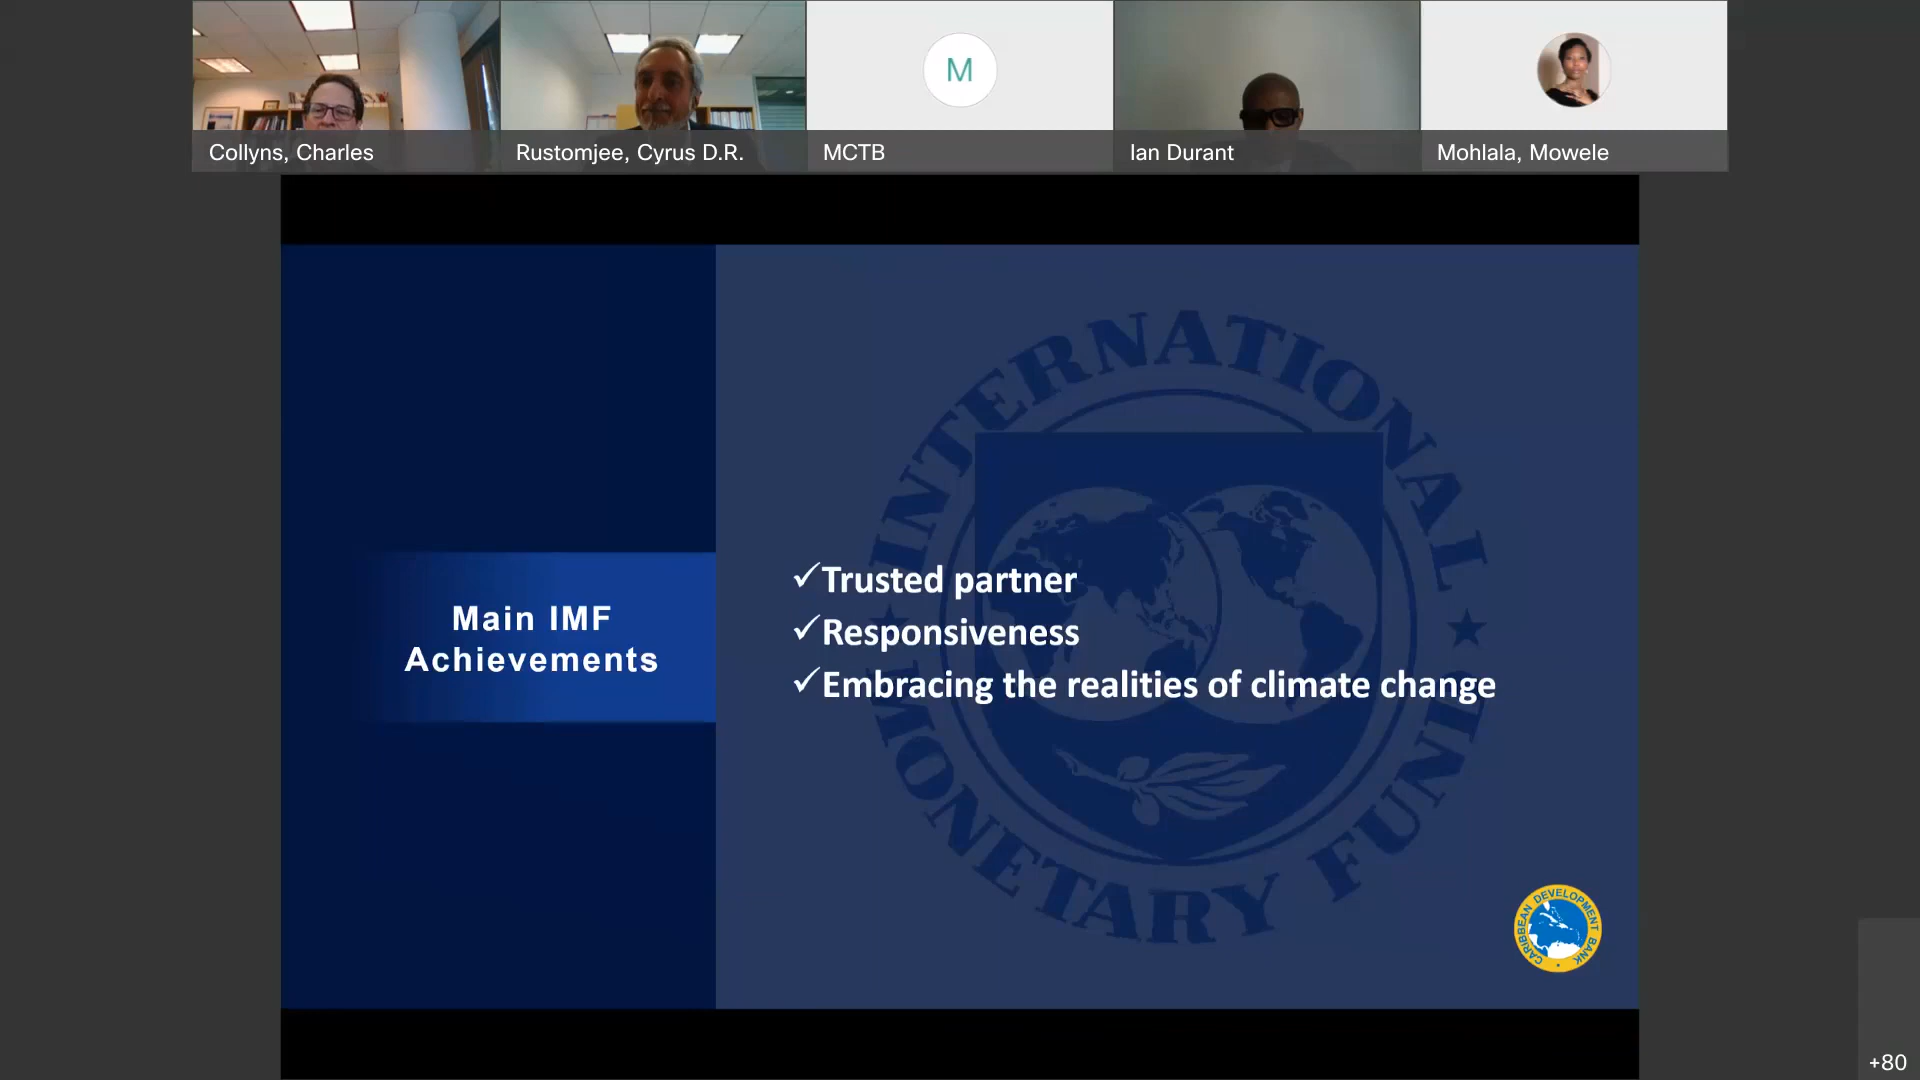 Collyns, Charles
Rustomjee, Cyrus D.R.
M
MCTB
Ian Durant
Mohlala, Mowele
INTERNATIONAL
MONETARY FUND
Main IMF
Achievements
✓Trusted partner
✓Responsiveness
✓Embracing the realities of climate change
CARIBBEAN DEVELOPMENT BANK
+80